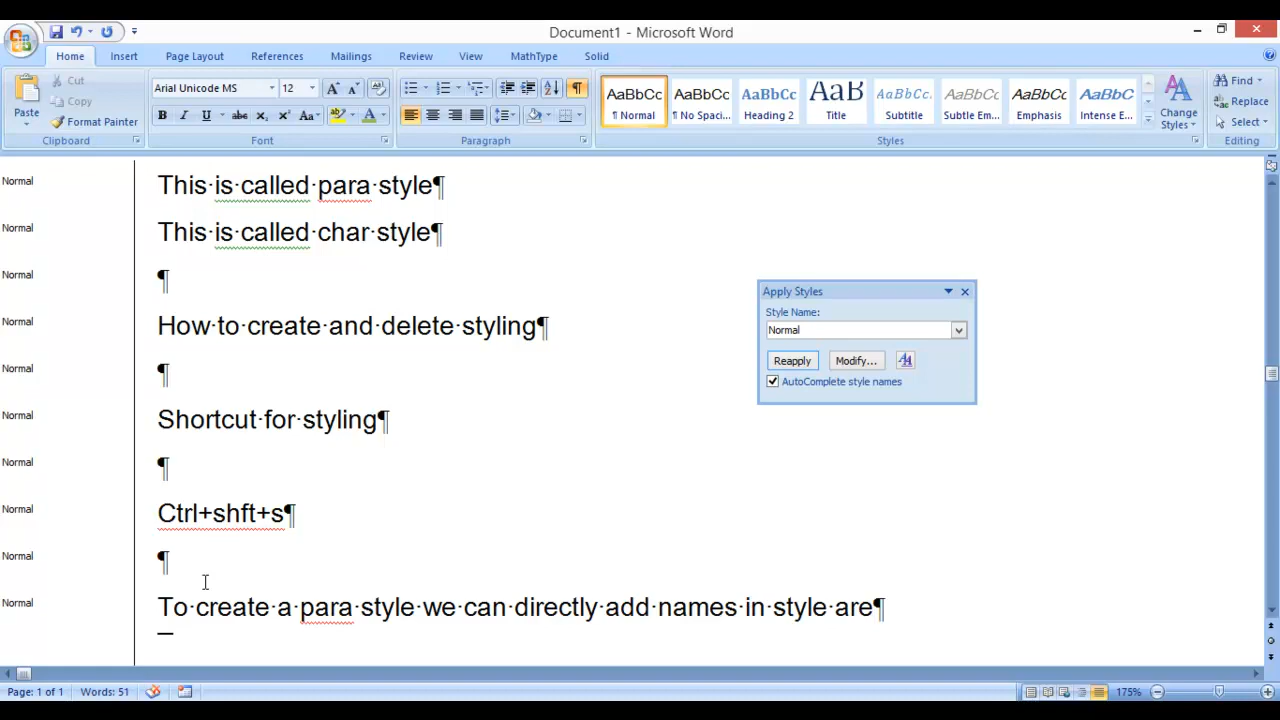 Document1 - Microsoft Word
Home Insert Page Layout References Mailings Review View MathType Solid
Paste
Cut
Copy
Format Painter
Clipboard
Arial Unicode MS 12
Font
Paragraph
AaBbCc AaBbCc AaBbCc AaB AaBbCc. AaBbCc AaBbCc AaBbC
¶ Normal ¶ No Spaci... Heading 2 Title Subtitle Subtle Em... Emphasis Intense E...
Change Styles
Styles
Find
Replace
Select
Editing
Normal This is called para style¶
Normal This is called char style¶
Normal ¶
Normal How to create and delete styling¶
Normal ¶
Normal Shortcut for styling¶
Normal ¶
Normal Ctrl+shft+s¶
Normal ¶
Normal To create a para style we can directly add names in style are¶
Apply Styles
Style Name:
Normal
Reapply Modify...
AutoComplete style names
Page: 1 of 1 Words: 51 175%